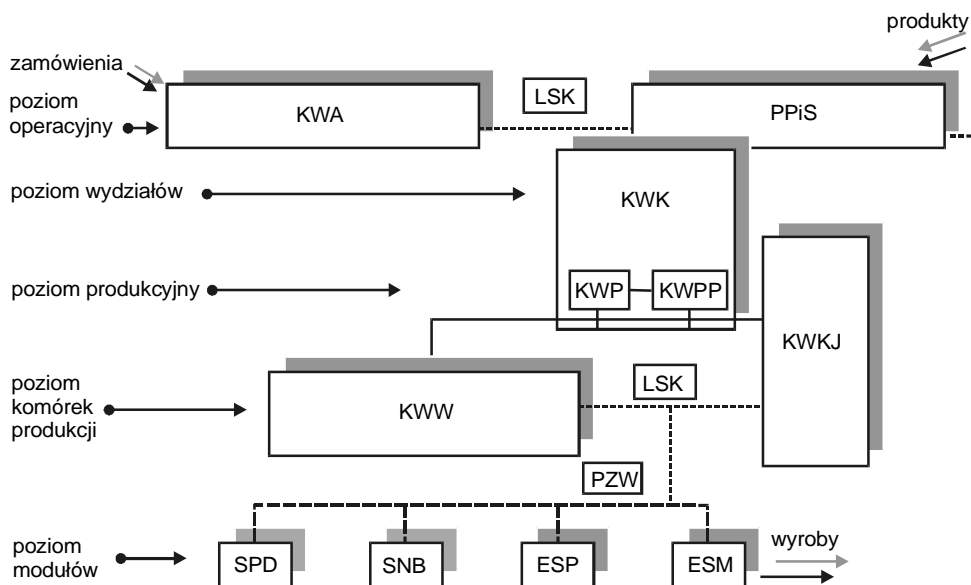 produkty
zamówienia
poziom
operacyjny
KWA
LSK
PPiS
poziom wydziałów
KWK
poziom produkcyjny
KWP
KWPP
KWKJ
poziom
komórek
produkcji
KWW
LSK
PZW
poziom
modułów
SPD
SNB
ESP
ESM
wyroby